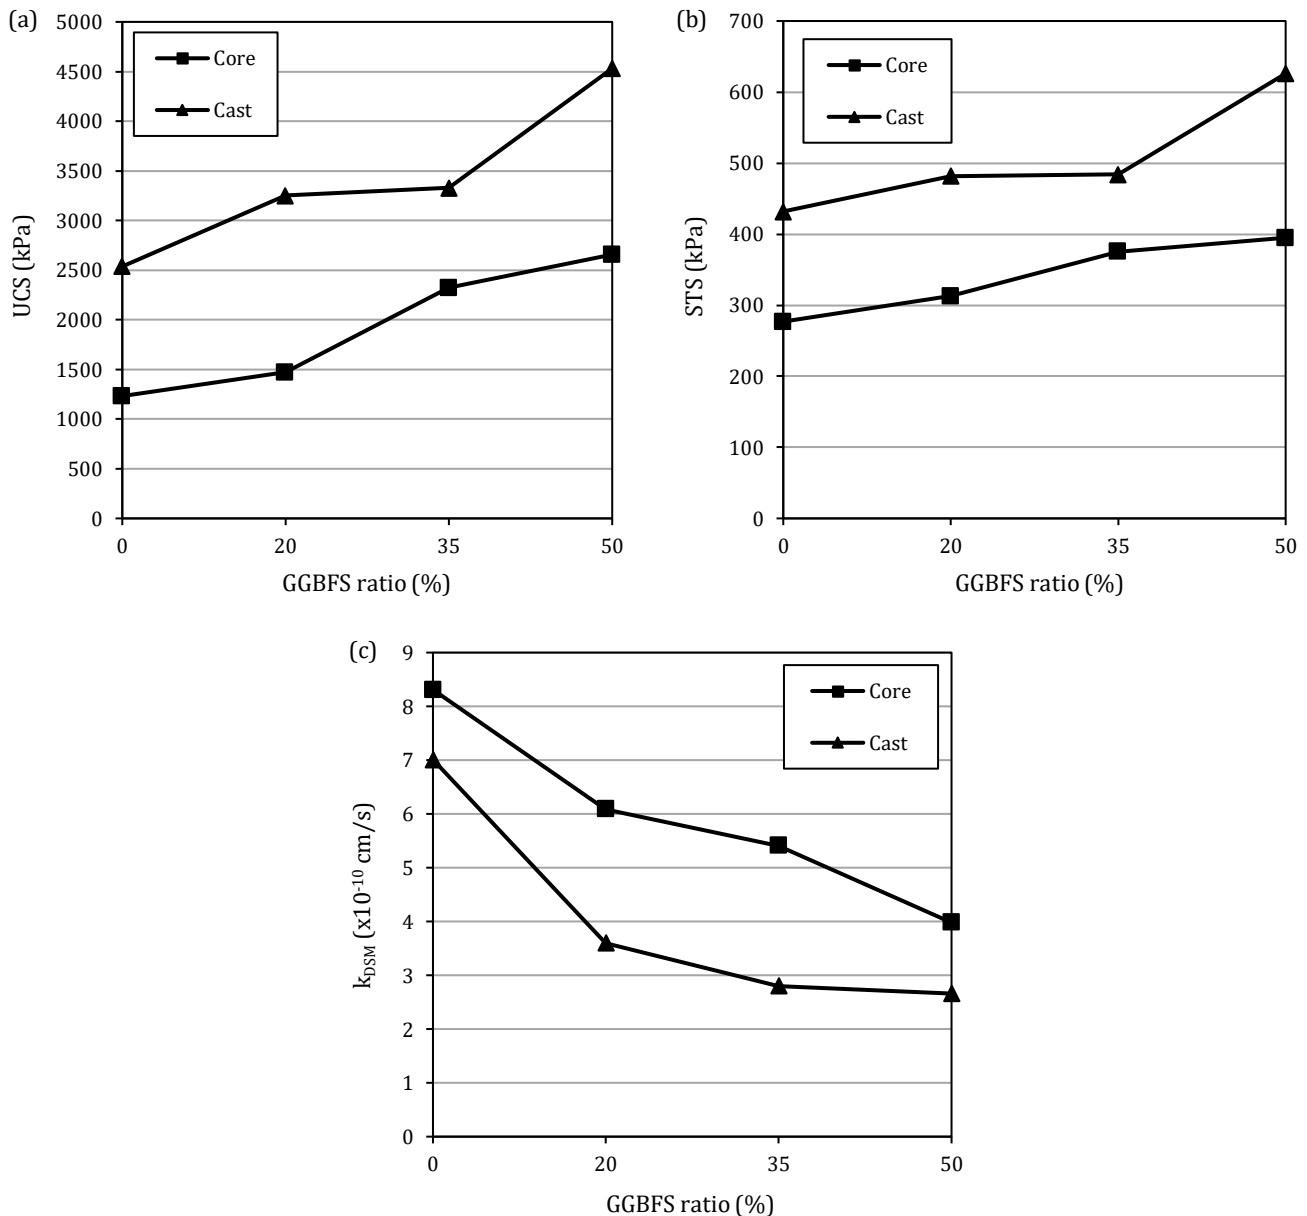 (a)
5000
4500
4000
3500
3000
2500
2000
1500
1000
500
0
UCS (kPa)
Core
Cast
0 20 35 50
GGBFS ratio (%)
(b)
700
600
500
400
300
200
100
0
STS (kPa)
Core
Cast
0 20 35 50
GGBFS ratio (%)
(c)
9
8
7
6
5
4
3
2
1
0
kDSM (x10-10 cm/s)
Core
Cast
0 20 35 50
GGBFS ratio (%)